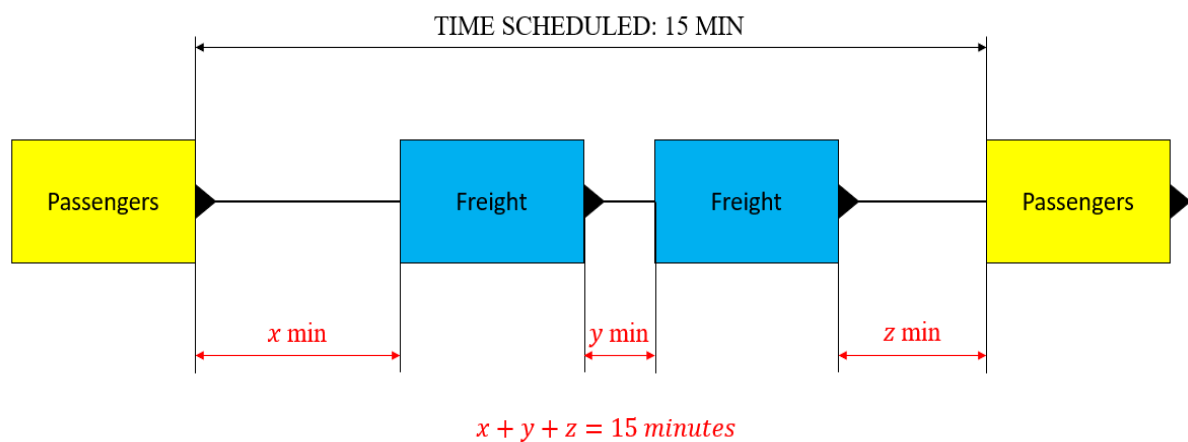 TIME SCHEDULED: 15 MIN
Passengers
Freight
Freight
Passengers
x min
y min
z min
x + y + z = 15 minutes